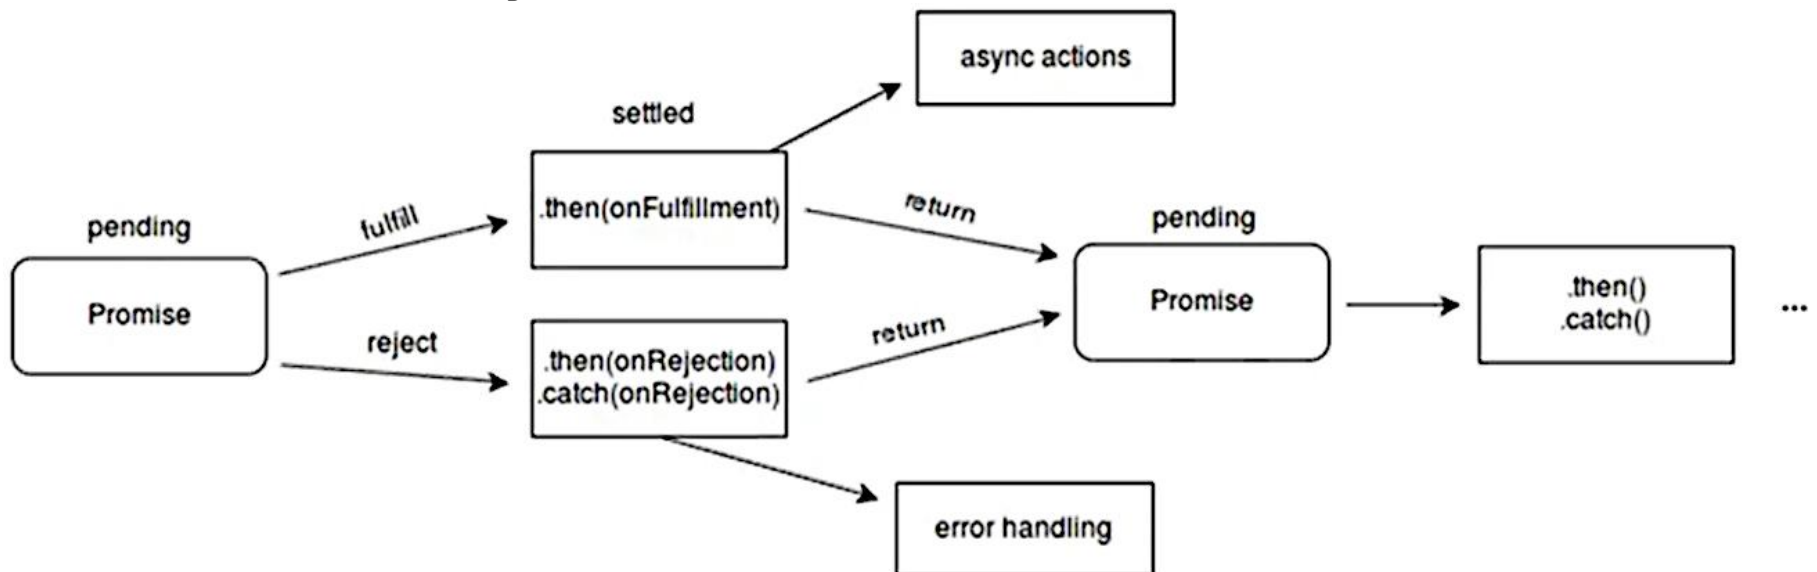 async actions
settled
.then(onFulfillment)
fulfill
return
pending
Promise
pending
Promise
.then()
.catch()
...
reject
return
.then(onRejection)
.catch(onRejection)
error handling